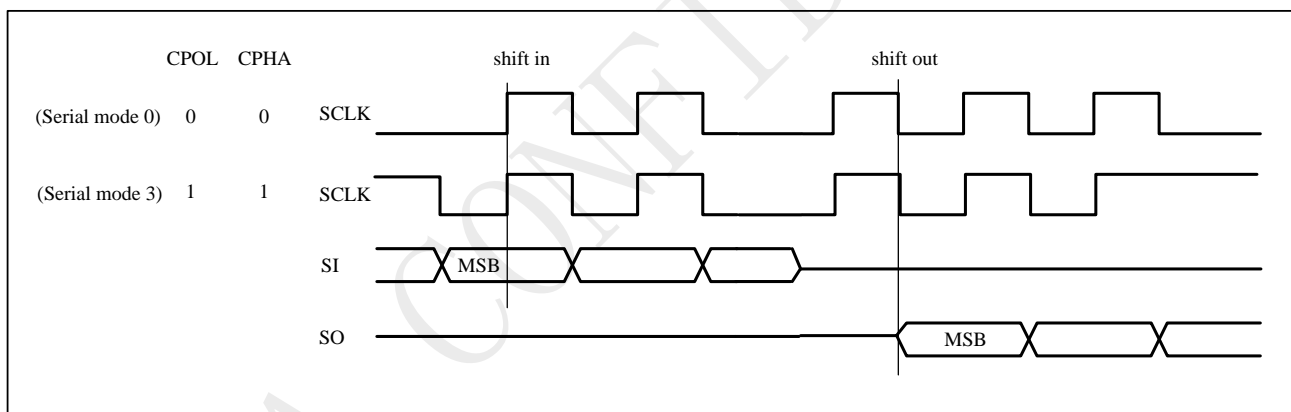 CPOL CPHA shift in shift out
(Serial mode 0) 0 0 SCLK
(Serial mode 3) 1 1 SCLK
SI MSB
SO MSB